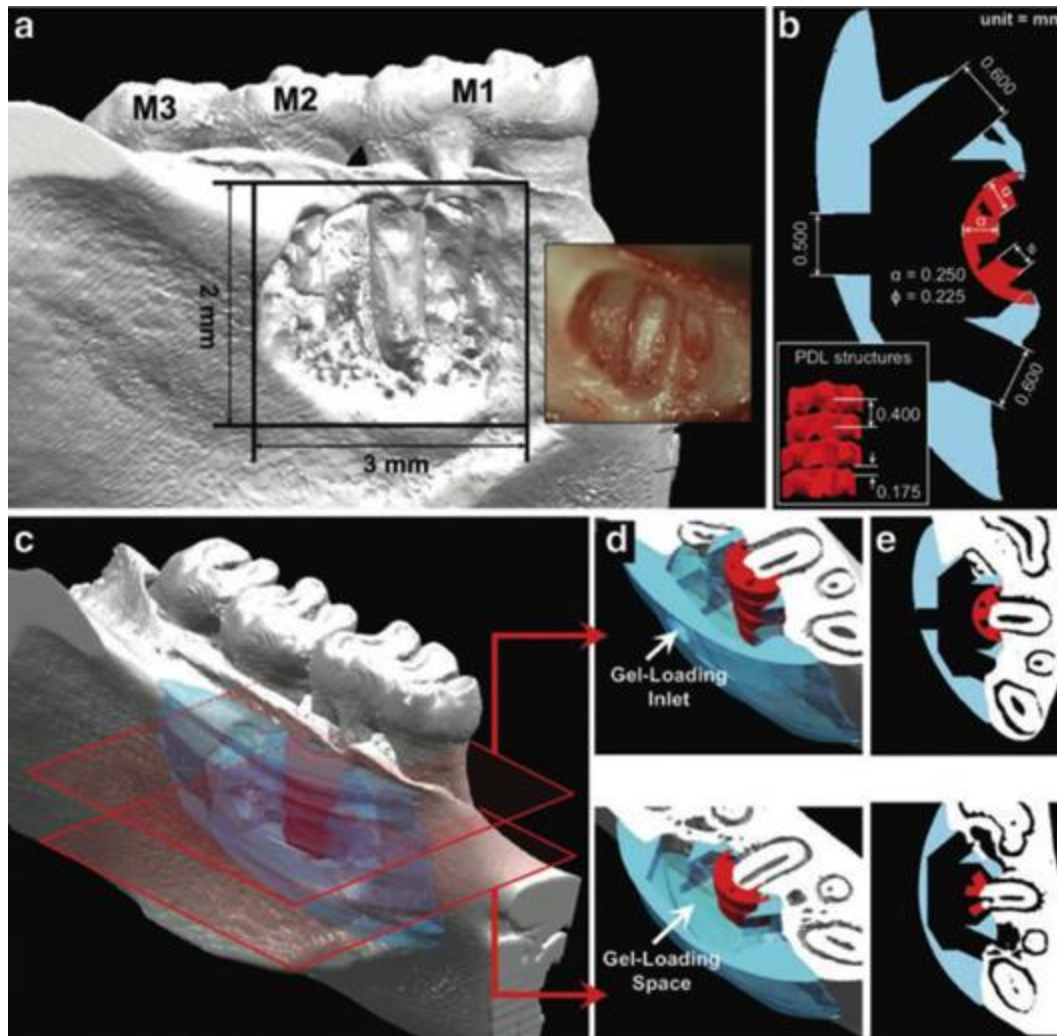 a
M3
M2
M1
2 mm
3 mm
b
unit = mm
0.600
0.500
α
α
ϕ
α = 0.250
ϕ = 0.225
0.600
PDL structures
0.400
0.175
c
d
Gel-Loading
Inlet
Gel-Loading
Space
e